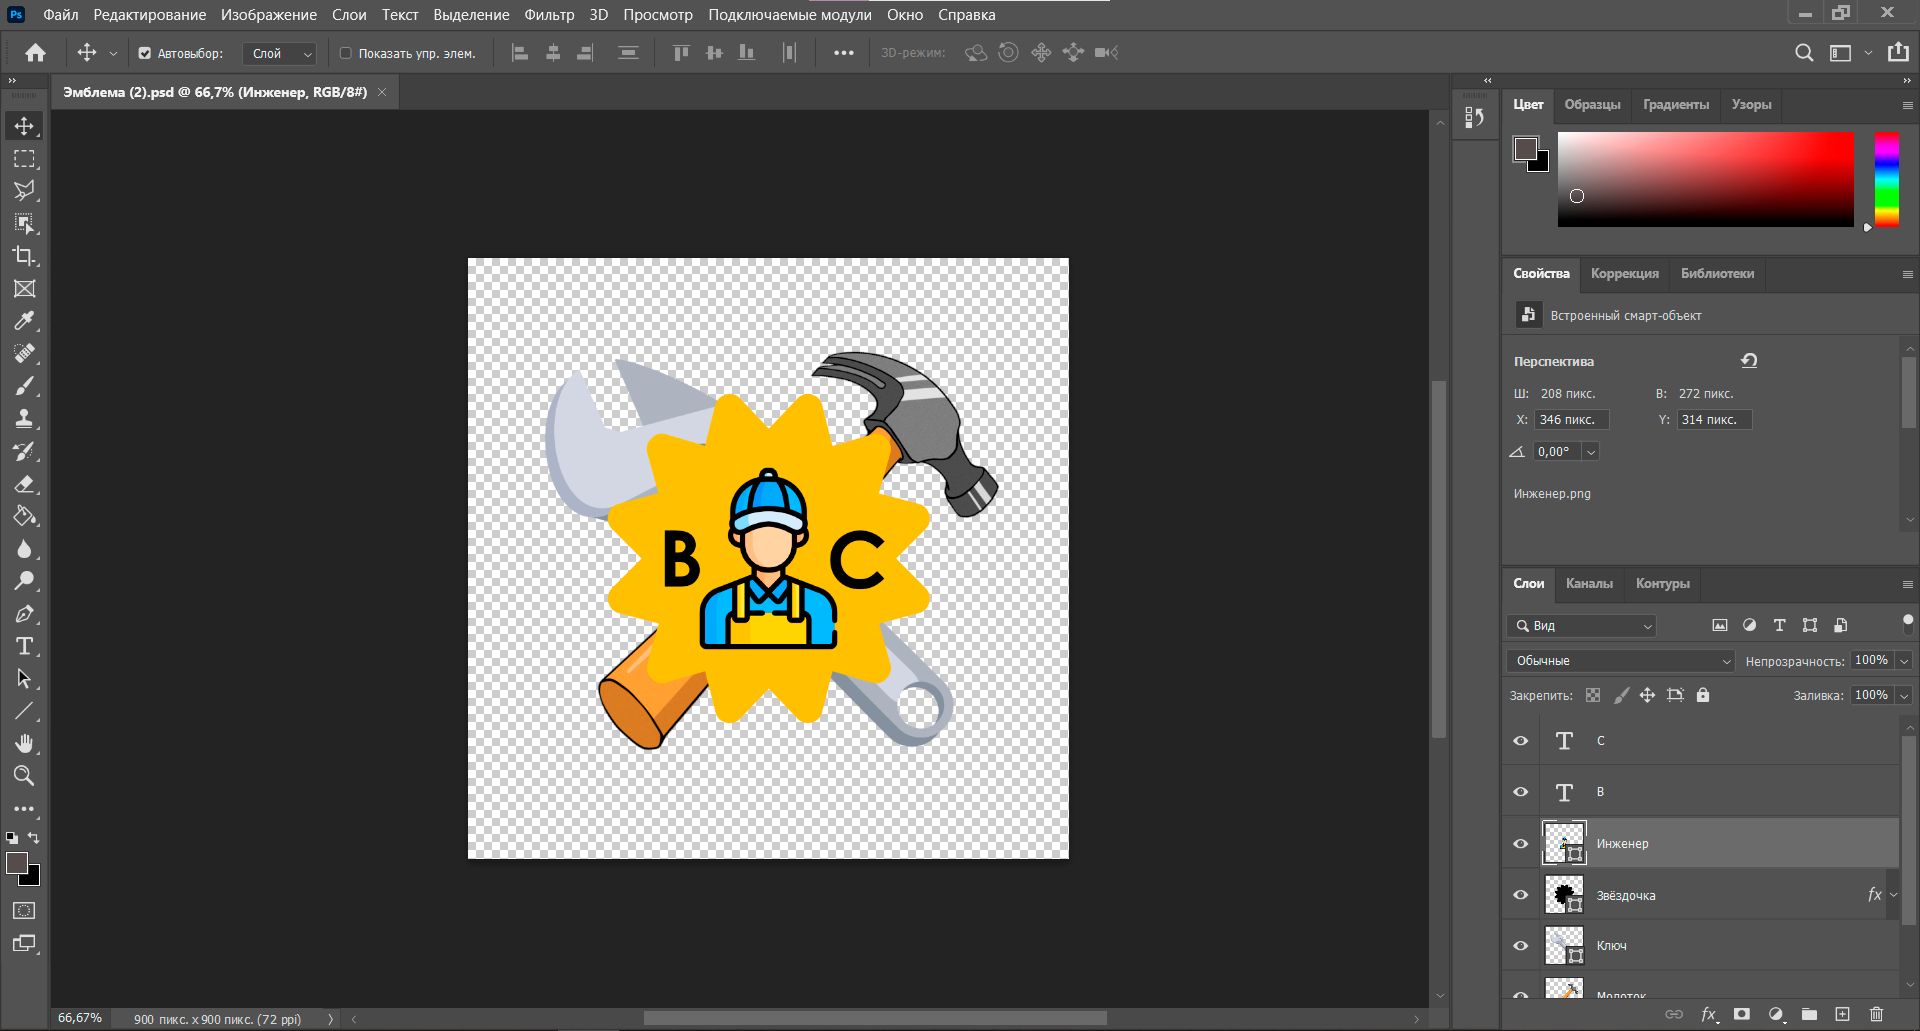 Ps Файл Редактирование Изображение Слои Текст Выделение Фильтр 3D Просмотр Подключаемые модули Окно Справка
Автовыбор: Слой Показать упр. элем. 3D-режим:
Эмблема (2).psd @ 66,7% (Инженер, RGB/8#)
Цвет Образцы Градиенты Узоры
Свойства Коррекция Библиотеки
Встроенный смарт-объект
Перспектива
Ш: 208 пикс. В: 272 пикс.
X: 346 пикс. Y: 314 пикс.
0,00°
Инженер.png
В С
Слои Каналы Контуры
Вид
Обычные Непрозрачность: 100%
Закрепить: Заливка: 100%
С
В
Инженер
Звёздочка fx
Ключ
Молоток
66,67% 900 пикс. x 900 пикс. (72 ppi)
fx